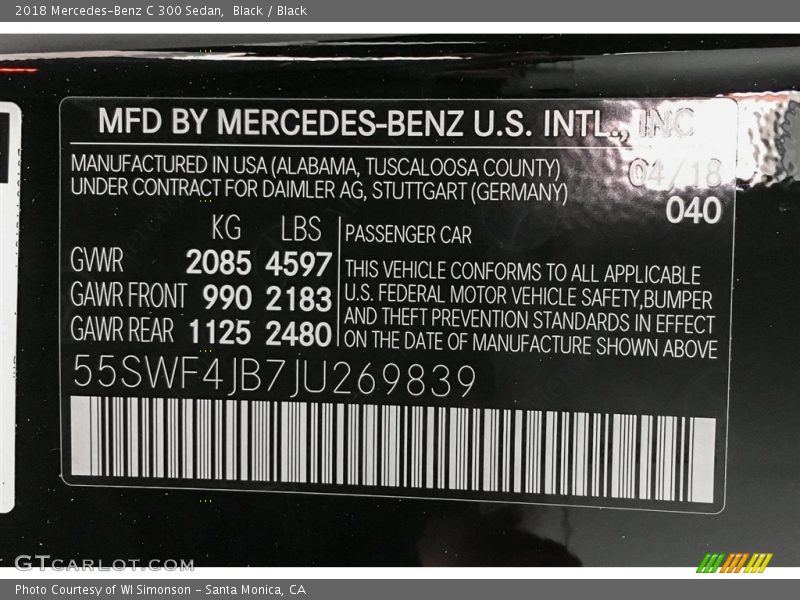 2018 Mercedes-Benz C 300 Sedan, Black / Black
MFD BY MERCEDES-BENZ U.S. INTL., INC
MANUFACTURED IN USA (ALABAMA, TUSCALOOSA COUNTY) 04/18
UNDER CONTRACT FOR DAIMLER AG, STUTTGART (GERMANY)
040
KG LBS
GVWR 2085 4597
GAWR FRONT 990 2183
GAWR REAR 1125 2480
PASSENGER CAR
THIS VEHICLE CONFORMS TO ALL APPLICABLE
U.S. FEDERAL MOTOR VEHICLE SAFETY,BUMPER
AND THEFT PREVENTION STANDARDS IN EFFECT
ON THE DATE OF MANUFACTURE SHOWN ABOVE
55SWF4JB7JU269839
GTCARLOT.COM
Photo Courtesy of WI Simonson - Santa Monica, CA